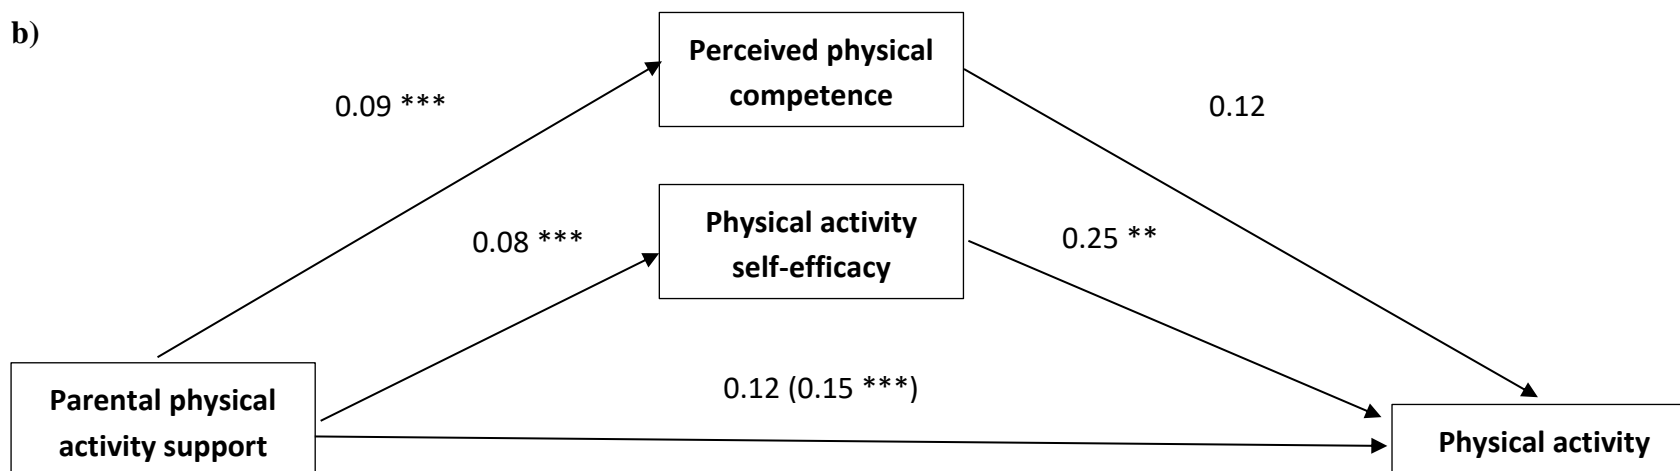 b)
Perceived physical
competence
0.09 ***
0.12
Physical activity
self-efficacy
0.08 ***
0.25 **
0.12 (0.15 ***)
Parental physical
activity support
Physical activity